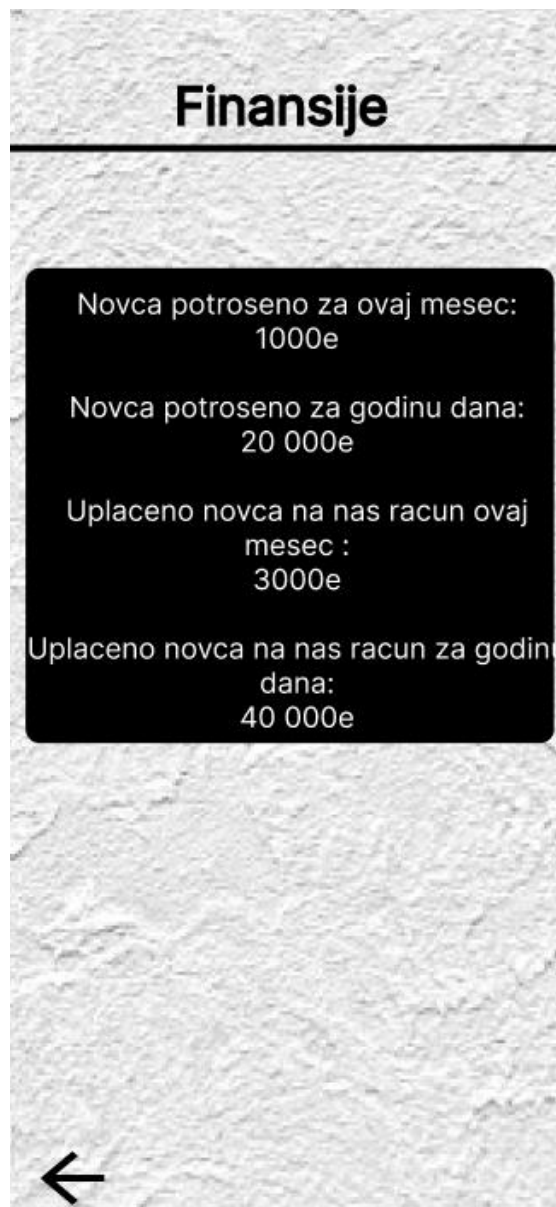 Finansije
Novca potroseno za ovaj mesec:
1000e
Novca potroseno za godinu dana:
20 000e
Uplaceno novca na nas racun ovaj
mesec :
3000e
Uplaceno novca na nas racun za godinu
dana:
40 000e